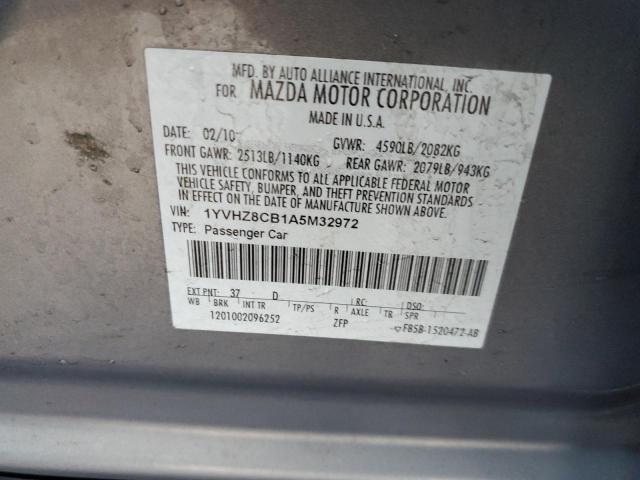 MFD. BY AUTO ALLIANCE INTERNATIONAL, INC.
FOR MAZDA MOTOR CORPORATION
MADE IN U.S.A.
DATE: 02/10 GVWR: 4590LB/2082KG
FRONT GAWR: 2513LB/1140KG REAR GAWR: 2079LB/943KG
THIS VEHICLE CONFORMS TO ALL APPLICABLE FEDERAL MOTOR
VEHICLE SAFETY, BUMPER, AND THEFT PREVENTION STANDARDS
IN EFFECT ON THE DATE OF MANUFACTURE SHOWN ABOVE.
VIN: 1YVHZ8CB1A5M32972
TYPE: Passenger Car
EXT PNT: 37 D RC: DSO:
WB BRK INT TR TP/PS R AXLE TR SPR
1201002096252 ZFP
F85B-1520472-AB